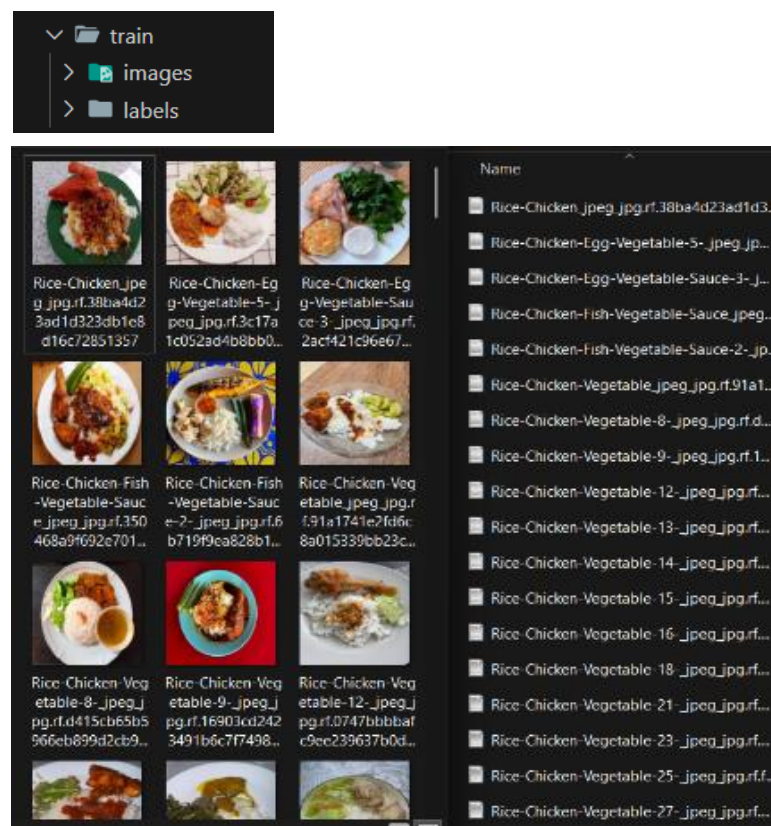 train
images
labels
Rice-Chicken_jpe
g_jpg.rf.38ba4d2
3ad1d323db1e8
d16c72851357
Rice-Chicken-Eg
g-Vegetable-5-_j
peg_jpg.rf.3c17a
1c052ad4b8bb0...
Rice-Chicken-Eg
g-Vegetable-Sau
ce-3-_jpeg_jpg.rf.
2acf421c96e67...
Rice-Chicken-Fish
-Vegetable-Sauc
e_jpeg_jpg.rf.350
468a9f692e701...
Rice-Chicken-Fish
-Vegetable-Sauc
e-2-_jpeg_jpg.rf.6
b719f9ea828b1...
Rice-Chicken-Veg
etable_jpeg_jpg.r
f.91a1741e2fd6c
8a015339bb23c...
Rice-Chicken-Veg
etable-8-_jpeg_j
pg.rf.d415cb65b5
966eb899d2cb9...
Rice-Chicken-Veg
etable-9-_jpeg_j
pg.rf.16903cd242
3491b6c7f7498...
Rice-Chicken-Veg
etable-12-_jpeg_j
pg.rf.0747bbbbaf
c9ee239637b0d...
Name
Rice-Chicken_jpeg_jpg.rf.38ba4d23ad1d3...
Rice-Chicken-Egg-Vegetable-5-_jpeg_jp...
Rice-Chicken-Egg-Vegetable-Sauce-3-_j...
Rice-Chicken-Fish-Vegetable-Sauce_jpeg...
Rice-Chicken-Fish-Vegetable-Sauce-2-_jp...
Rice-Chicken-Vegetable_jpeg_jpg.rf.91a1...
Rice-Chicken-Vegetable-8-_jpeg_jpg.rf.d...
Rice-Chicken-Vegetable-9-_jpeg_jpg.rf.1...
Rice-Chicken-Vegetable-12-_jpeg_jpg.rf...
Rice-Chicken-Vegetable-13-_jpeg_jpg.rf...
Rice-Chicken-Vegetable-14-_jpeg_jpg.rf...
Rice-Chicken-Vegetable-15-_jpeg_jpg.rf...
Rice-Chicken-Vegetable-16-_jpeg_jpg.rf...
Rice-Chicken-Vegetable-18-_jpeg_jpg.rf...
Rice-Chicken-Vegetable-21-_jpeg_jpg.rf...
Rice-Chicken-Vegetable-23-_jpeg_jpg.rf...
Rice-Chicken-Vegetable-25-_jpeg_jpg.rf.f...
Rice-Chicken-Vegetable-27-_jpeg_jpg.rf...